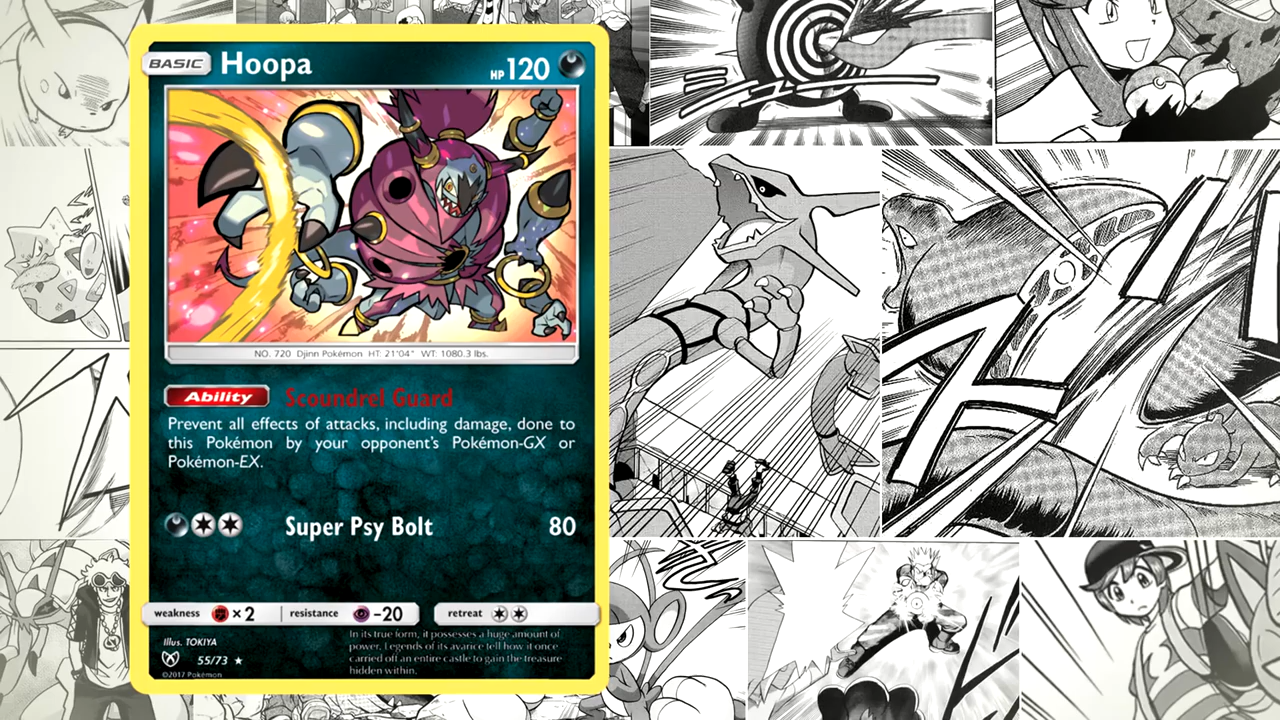 BASIC Hoopa HP 120
NO. 720 Djinn Pokémon HT: 21'04" WT: 1080.3 lbs.
Ability Scoundrel Guard
Prevent all effects of attacks, including damage, done to
this Pokémon by your opponent's Pokémon-GX or
Pokémon-EX.
Super Psy Bolt 80
weakness × 2 resistance -20 retreat
Illus. TOKIYA
55/73 ★
©2017 Pokémon
In its true form, it possesses a huge amount of
power. Legends of its avarice tell how it once
carried off an entire castle to gain the treasure
hidden within.